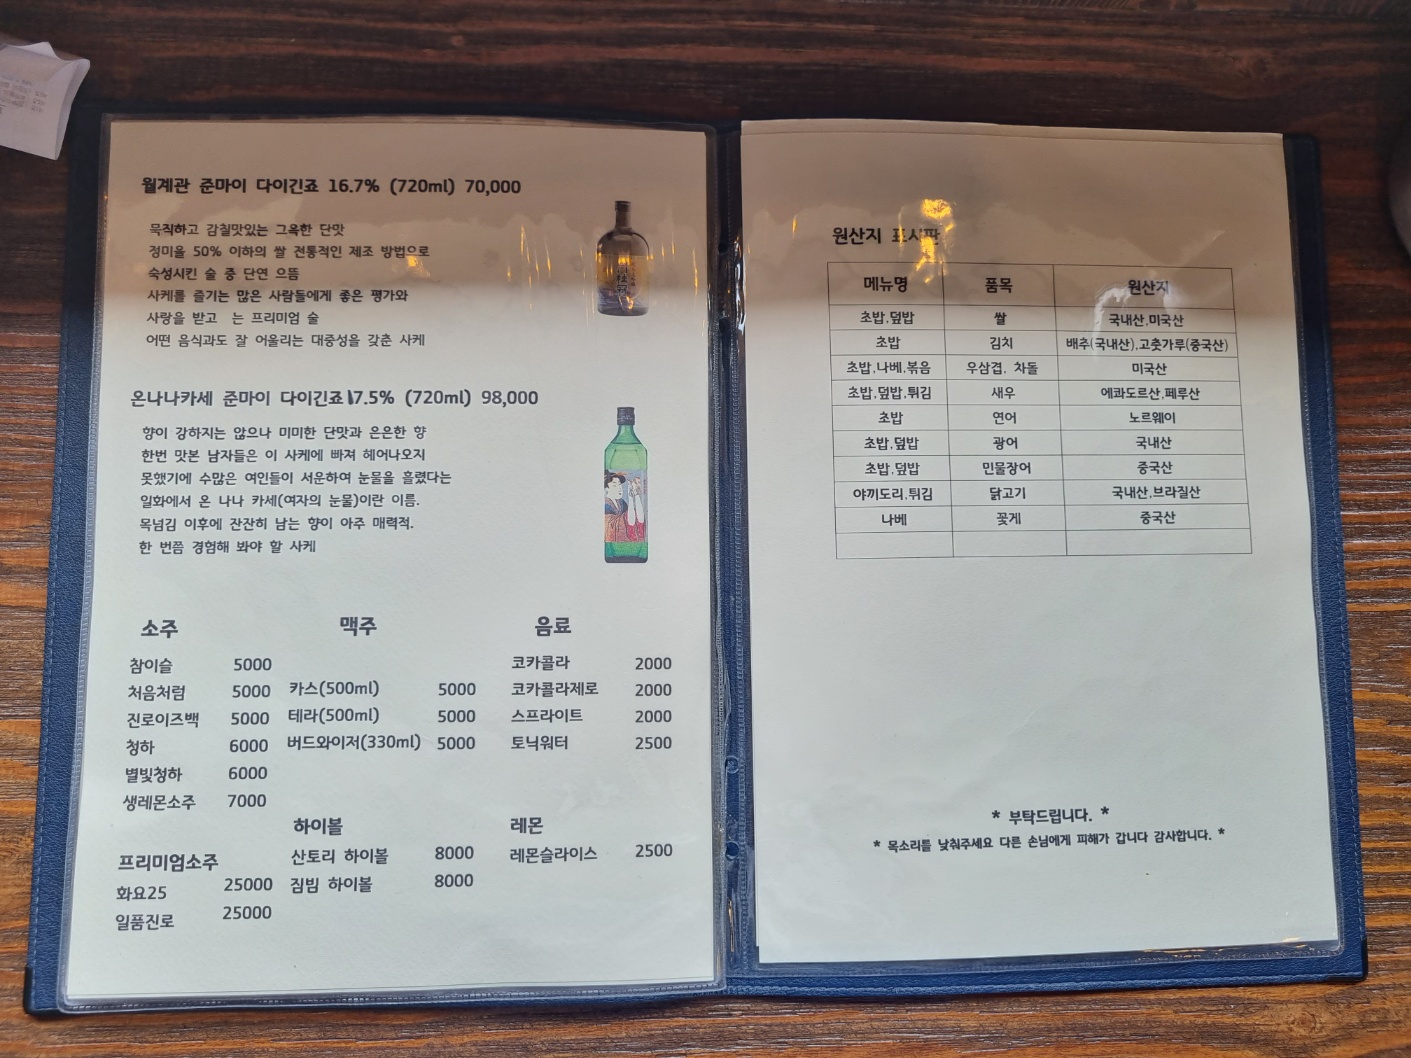 월계관 준마이 다이긴죠 16.7% (720ml) 70,000
묵직하고 감칠맛있는 그윽한 단맛
정미율 50% 이하의 쌀 전통적인 제조 방법으로
숙성시킨 술 중 단연 으뜸
사케를 즐기는 많은 사람들에게 좋은 평가와
사랑을 받고 는 프리미엄 술
어떤 음식과도 잘 어울리는 대중성을 갖춘 사케
온나나카세 준마이 다이긴죠 17.5% (720ml) 98,000
향이 강하지는 않으나 미미한 단맛과 은은한 향
한번 맛본 남자들은 이 사케에 빠져 헤어나오지
못했기에 수많은 여인들이 서운하여 눈물을 흘렸다는
일화에서 온 나나 카세(여자의 눈물)이란 이름.
목넘김 이후에 잔잔히 남는 향이 아주 매력적.
한 번쯤 경험해 봐야 할 사케
소주
참이슬 5000
처음처럼 5000
진로이즈백 5000
청하 6000
별빛청하 6000
생레몬소주 7000
프리미엄소주
화요25 25000
일품진로 25000
맥주
카스(500ml) 5000
테라(500ml) 5000
버드와이저(330ml) 5000
하이볼
산토리 하이볼 8000
짐빔 하이볼 8000
음료
코카콜라 2000
코카콜라제로 2000
스프라이트 2000
토닉워터 2500
레몬
레몬슬라이스 2500
원산지 표시판
메뉴명 품목 원산지
초밥,덮밥 쌀 국내산,미국산
초밥 김치 배추(국내산),고춧가루(중국산)
초밥,나베,볶음 우삼겹, 차돌 미국산
초밥,덮밥,튀김 새우 에콰도르산,페루산
초밥 연어 노르웨이
초밥,덮밥 광어 국내산
초밥,덮밥 민물장어 중국산
야끼도리,튀김 닭고기 국내산,브라질산
나베 꽃게 중국산
* 부탁드립니다. *
* 목소리를 낮춰주세요 다른 손님에게 피해가 갑니다 감사합니다. *